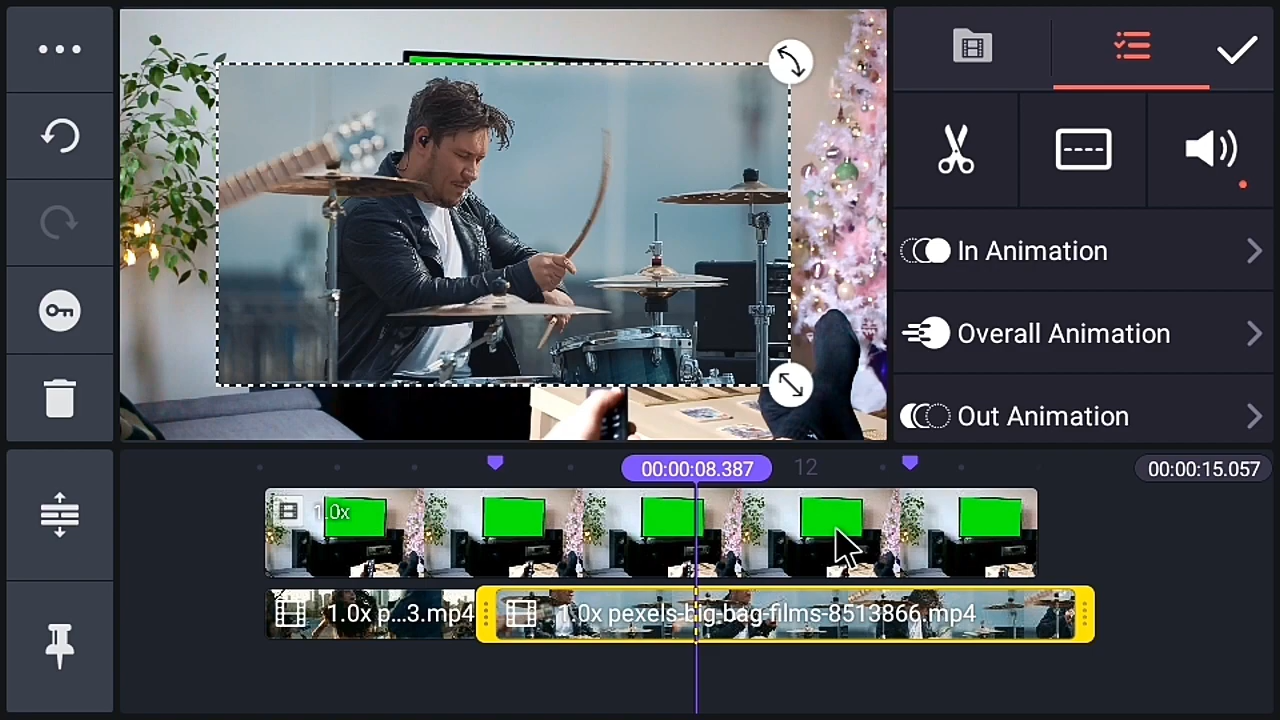 In Animation
Overall Animation
Out Animation
00:00:08.387
12
00:00:15.057
1.0x
1.0x p...3.mp4
1.0x pexels-big-bag-films-8513866.mp4